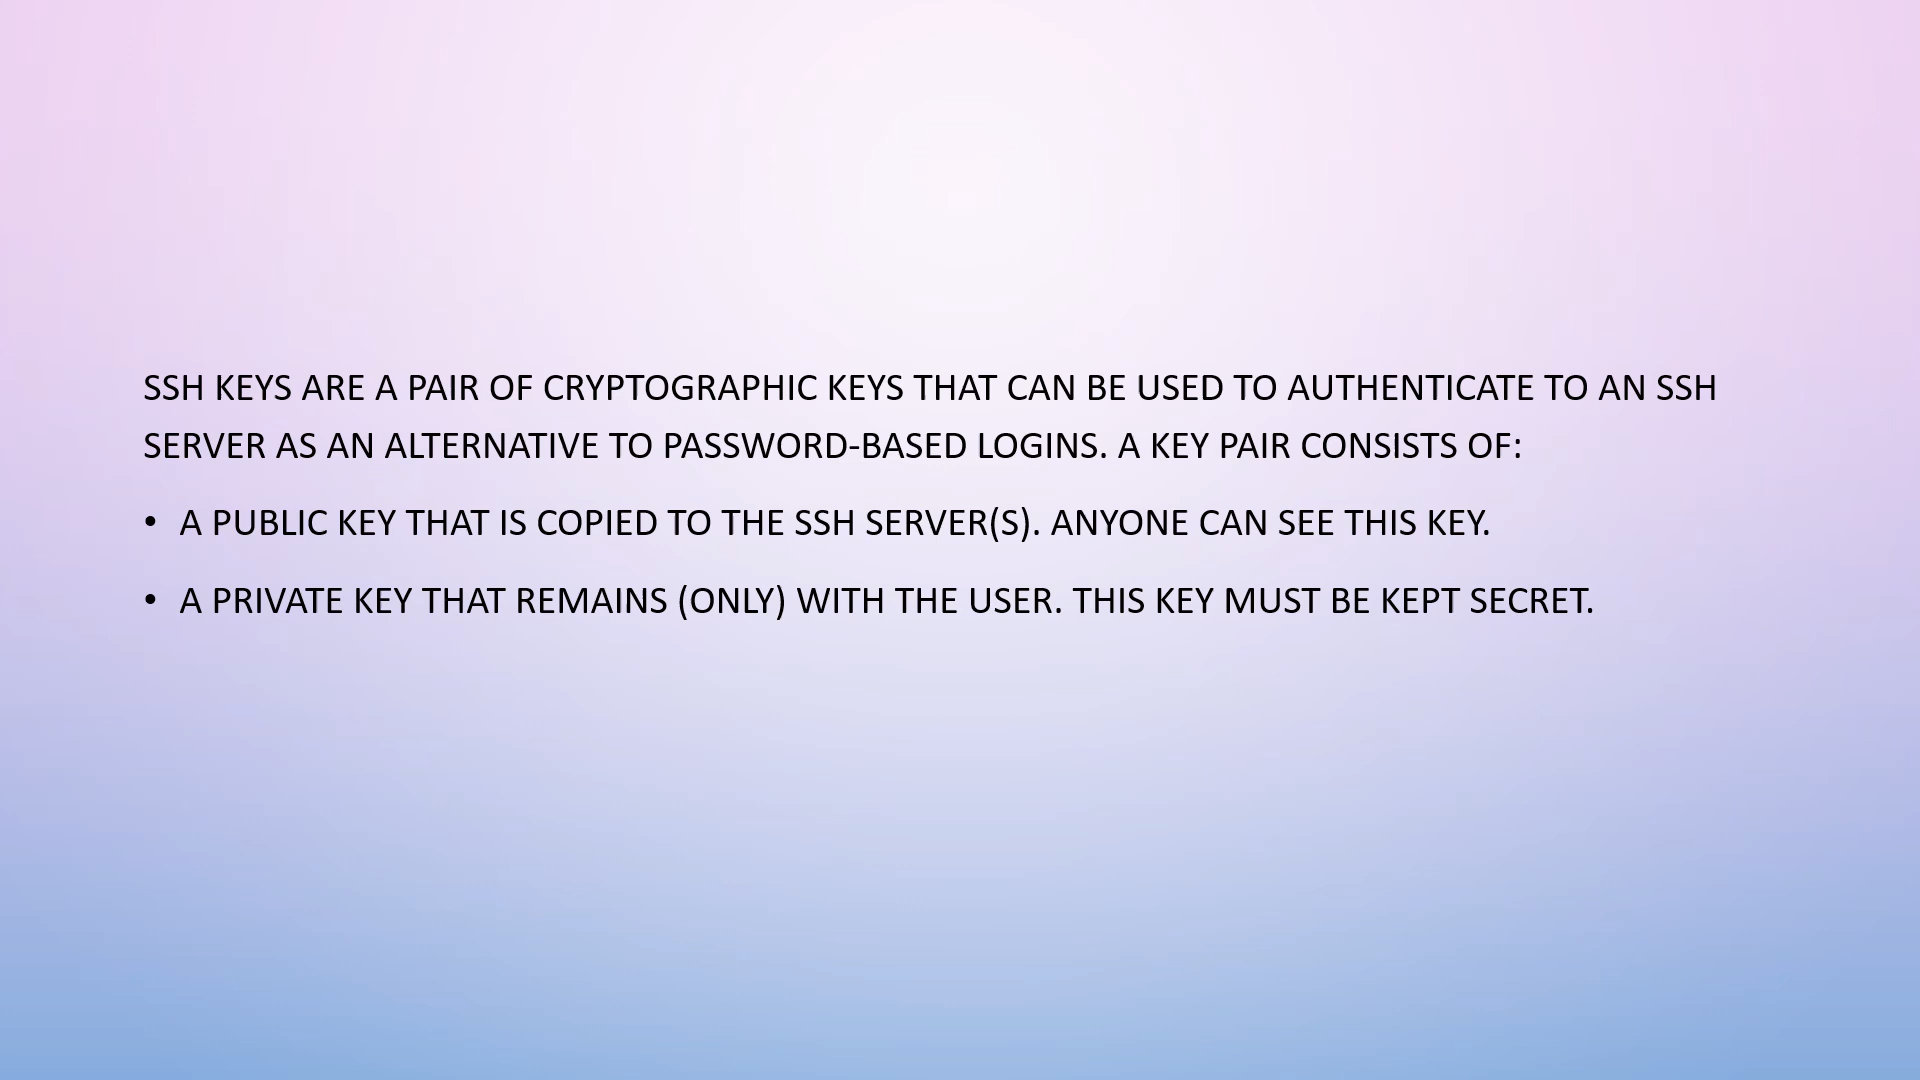 SSH KEYS ARE A PAIR OF CRYPTOGRAPHIC KEYS THAT CAN BE USED TO AUTHENTICATE TO AN SSH
SERVER AS AN ALTERNATIVE TO PASSWORD-BASED LOGINS. A KEY PAIR CONSISTS OF:
• A PUBLIC KEY THAT IS COPIED TO THE SSH SERVER(S). ANYONE CAN SEE THIS KEY.
• A PRIVATE KEY THAT REMAINS (ONLY) WITH THE USER. THIS KEY MUST BE KEPT SECRET.